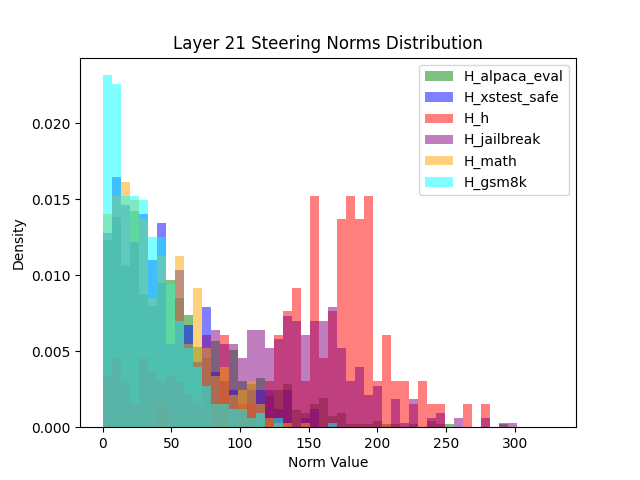 Layer 21 Steering Norms Distribution
H_alpaca_eval
H_xstest_safe
H_h
H_jailbreak
H_math
H_gsm8k
Density
0.020
0.015
0.010
0.005
0.000
0
50
100
150
200
250
300
Norm Value